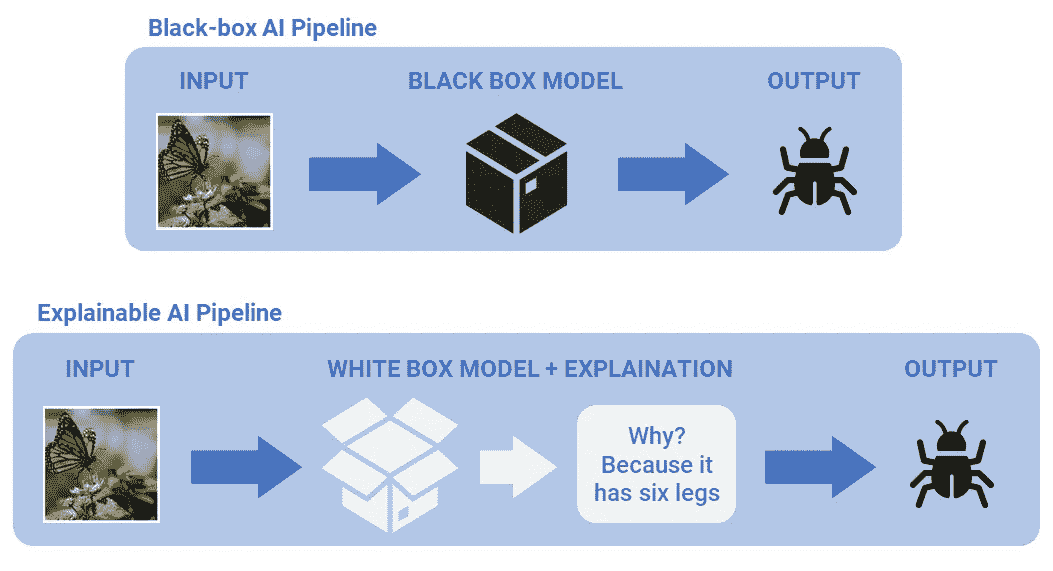 Black-box AI Pipeline
INPUT
BLACK BOX MODEL
OUTPUT
Explainable AI Pipeline
INPUT
WHITE BOX MODEL + EXPLAINATION
OUTPUT
Why?
Because it
has six legs